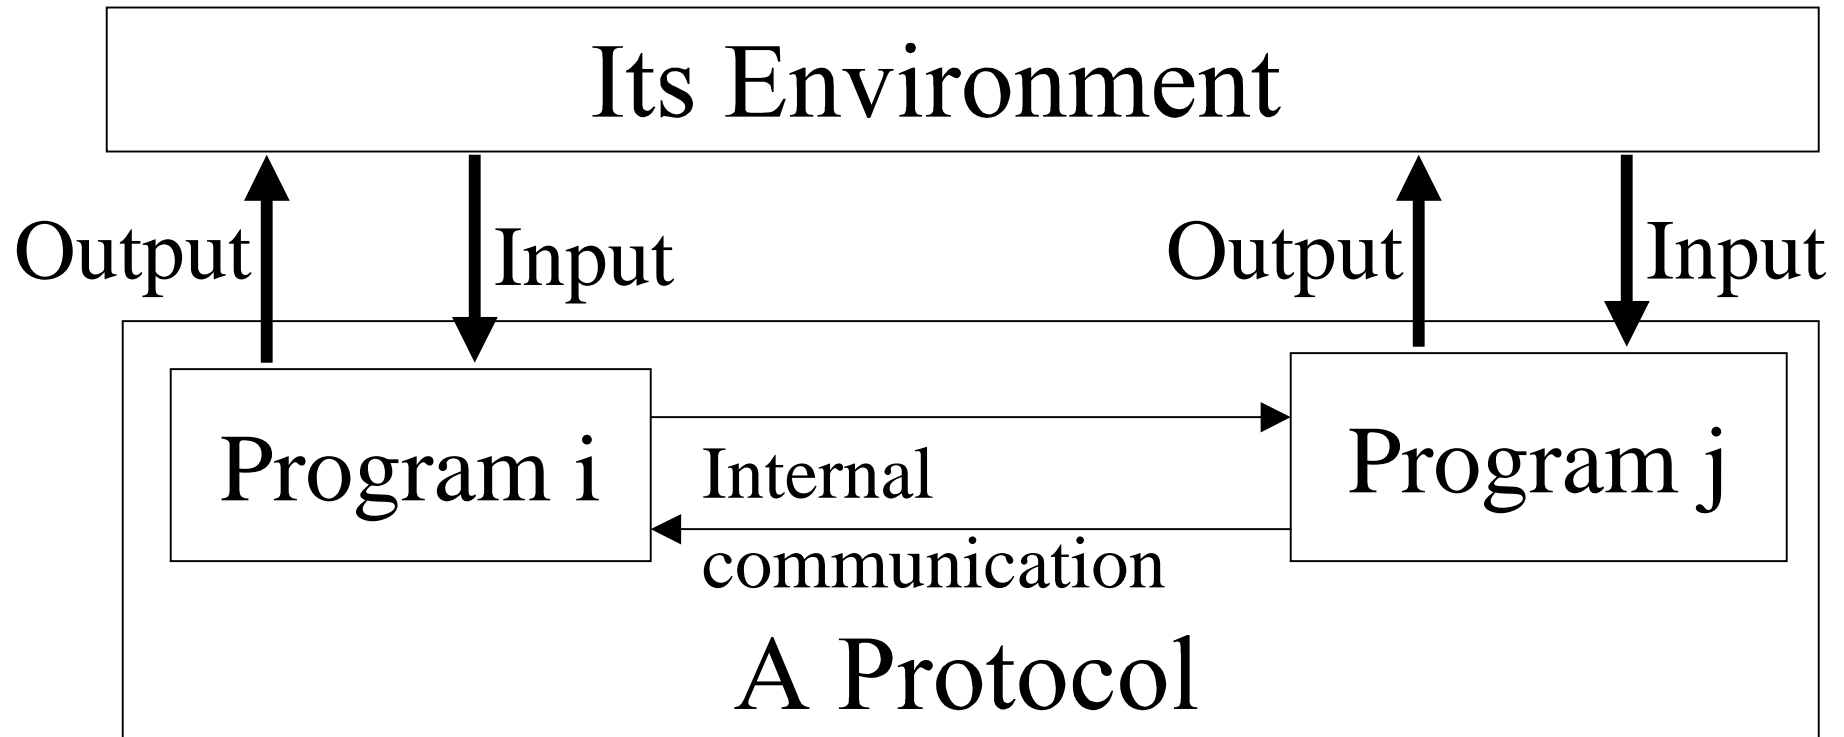 Its Environment
Output
Input
Output
Input
Program i
Internal
communication
Program j
A Protocol